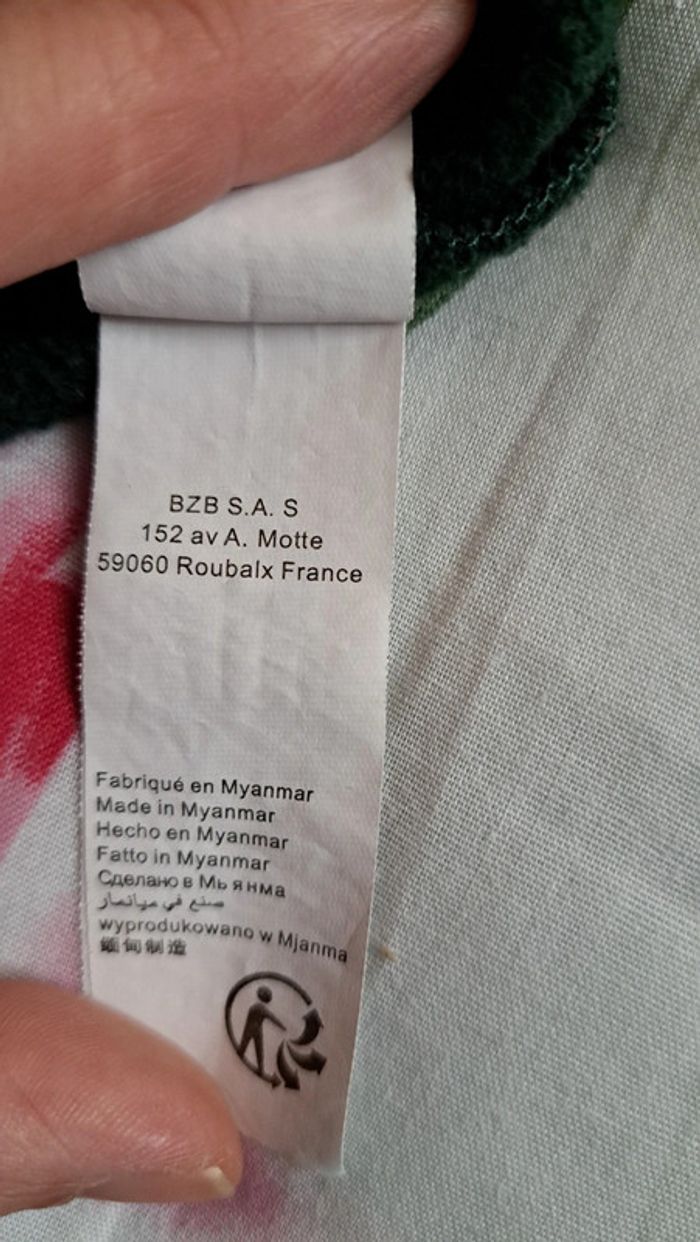 BZB S.A. S
152 av A. Motte
59060 Roubalx France
Fabriqué en Myanmar
Made in Myanmar
Hecho en Myanmar
Fatto in Myanmar
Сделано в Мьянма
صنع في ميانمار
wyprodukowano w Mjanma
缅甸制造